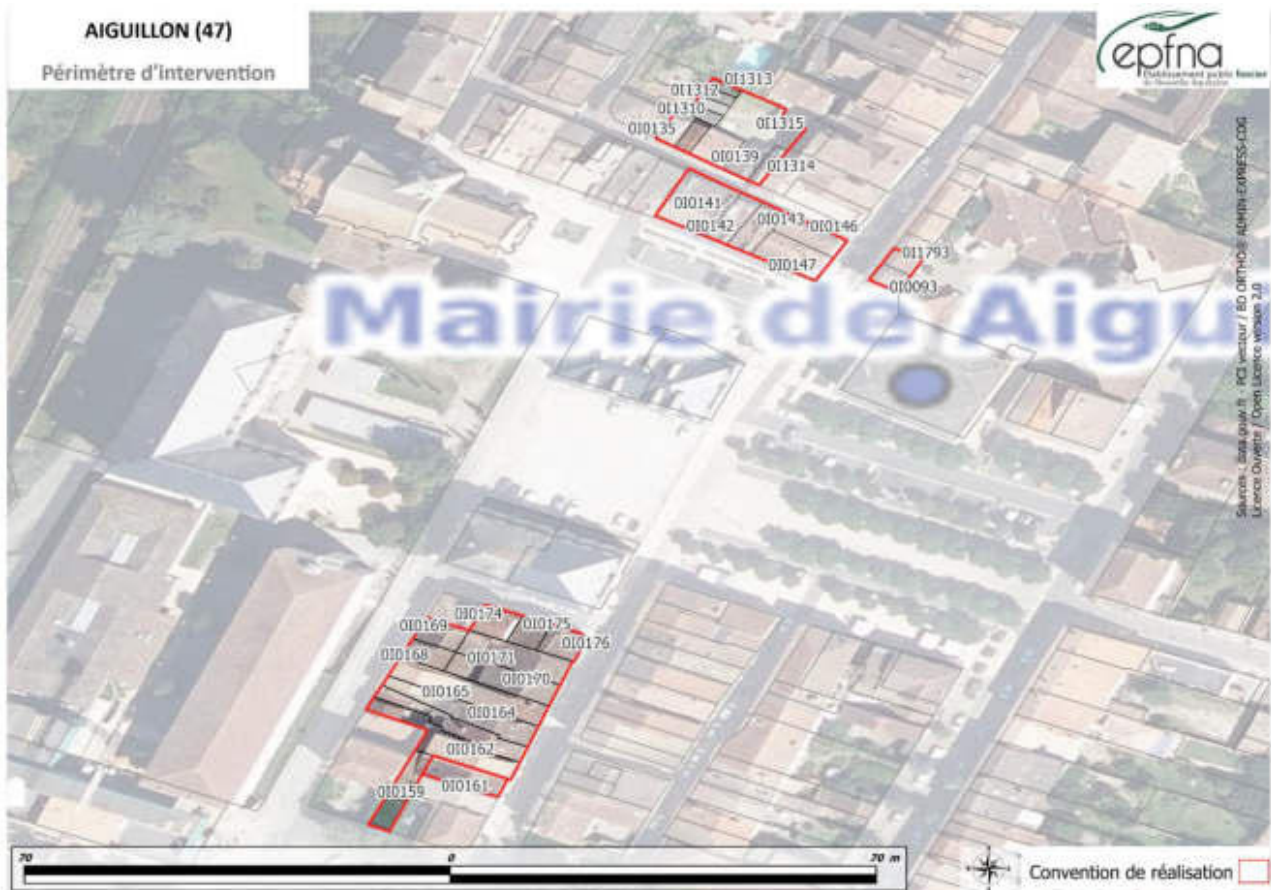 AIGUILLON (47)
Périmètre d'intervention
epfna
Établissement public foncier
de Nouvelle-Aquitaine
0I1313
0I1312
0I1310
0I1315
0I0135
0I0139
0I1314
0I0141
0I0143
0I0142
0I0146
0I0147
0I1793
0I0093
Mairie de Aigu
Sources : data.gouv.fr - PCI vecteur / BD ORTHO® ADMIN-EXPRESS-COG
Licence Ouverte / Open Licence version 2.0
0I0174
0I0169
0I0175
0I0176
0I0168
0I0171
0I0170
0I0165
0I0164
0I0162
0I0161
0I0159
70
0
70 m
Convention de réalisation